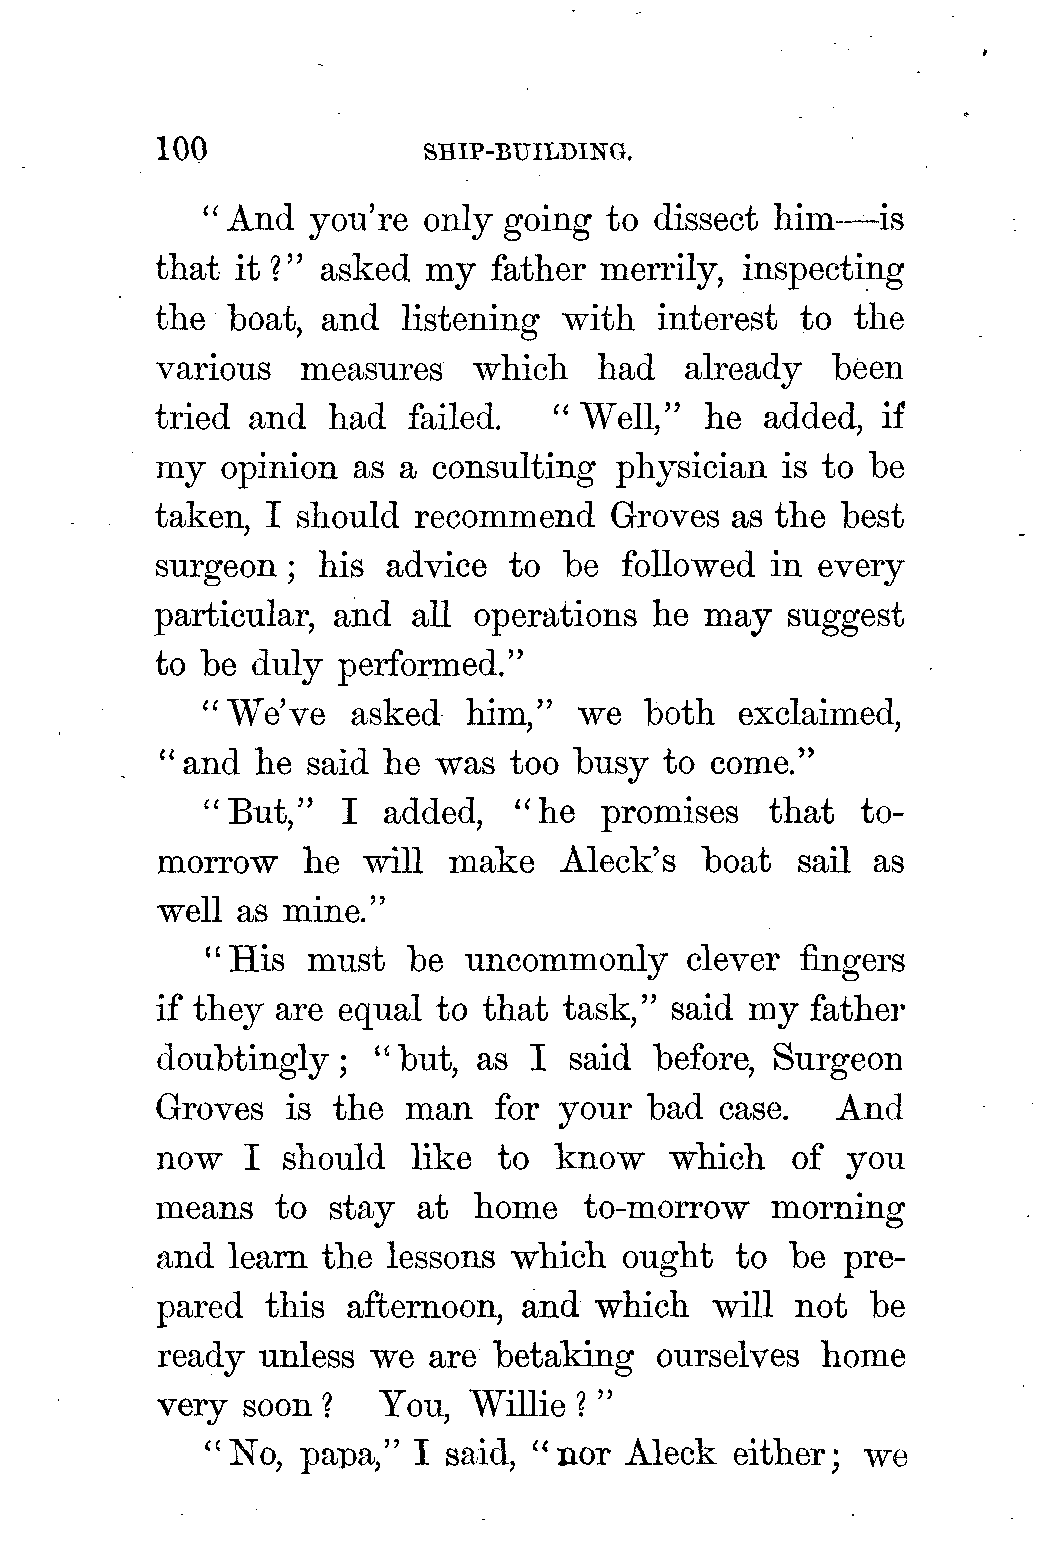 100 SHIP-BUILDING.
“And you're only going to dissect him—is
that it?” asked my father merrily, inspecting
the boat, and listening with interest to the
various measures which had already been
tried and had failed. “Well,” he added, if
my opinion as a consulting physician is to be
taken, I should recommend Groves as the best
surgeon; his advice to be followed in every
particular, and all operations he may suggest
to be duly performed.”
“We've asked him,” we both exclaimed,
“and he said he was too busy to come.”
“But,” I added, “he promises that to-
morrow he will make Aleck's boat sail as
well as mine.”
“His must be uncommonly clever fingers
if they are equal to that task,” said my father
doubtingly; “but, as I said before, Surgeon
Groves is the man for your bad case. And
now I should like to know which of you
means to stay at home to-morrow morning
and learn the lessons which ought to be pre-
pared this afternoon, and which will not be
ready unless we are betaking ourselves home
very soon? You, Willie?”
“No, papa,” I said, “nor Aleck either; we